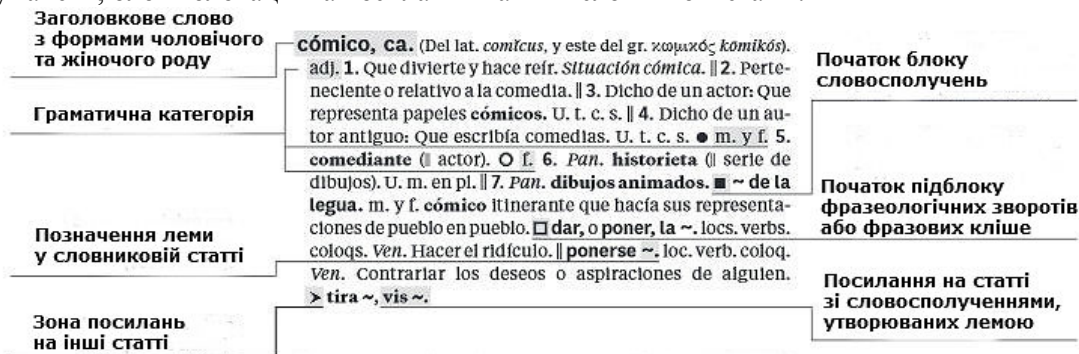 Заголовкове слово
з формами чоловічого
та жіночого роду
Граматична категорія
Позначення леми
у словниковій статті
Зона посилань
на інші статті
cómico, ca. (Del lat. comĭcus, y este del gr. κωμικός kōmikós).
adj. 1. Que divierte y hace reír. Situación cómica. || 2. Perte-
neciente o relativo a la comedia. || 3. Dicho de un actor: Que
representa papeles cómicos. U. t. c. s. || 4. Dicho de un au-
tor antiguo: Que escribía comedias. U. t. c. s. ● m. y f. 5.
comediante (‖ actor). ○ f. 6. Pan. historieta (‖ serie de
dibujos). U. m. en pl. || 7. Pan. dibujos animados. ■ ~ de la
legua. m. y f. cómico itinerante que hacía sus representa-
ciones de pueblo en pueblo. □ dar, o poner, la ~. locs. verbs.
coloqs. Ven. Hacer el ridículo. || ponerse ~. loc. verb. coloq.
Ven. Contrariar los deseos o aspiraciones de alguien.
➤ tira ~, vis ~.
Початок блоку
словосполучень
Початок підблоку
фразеологічних зворотів
або фразових кліше
Посилання на статті
зі словосполученнями,
утворюваних лемою